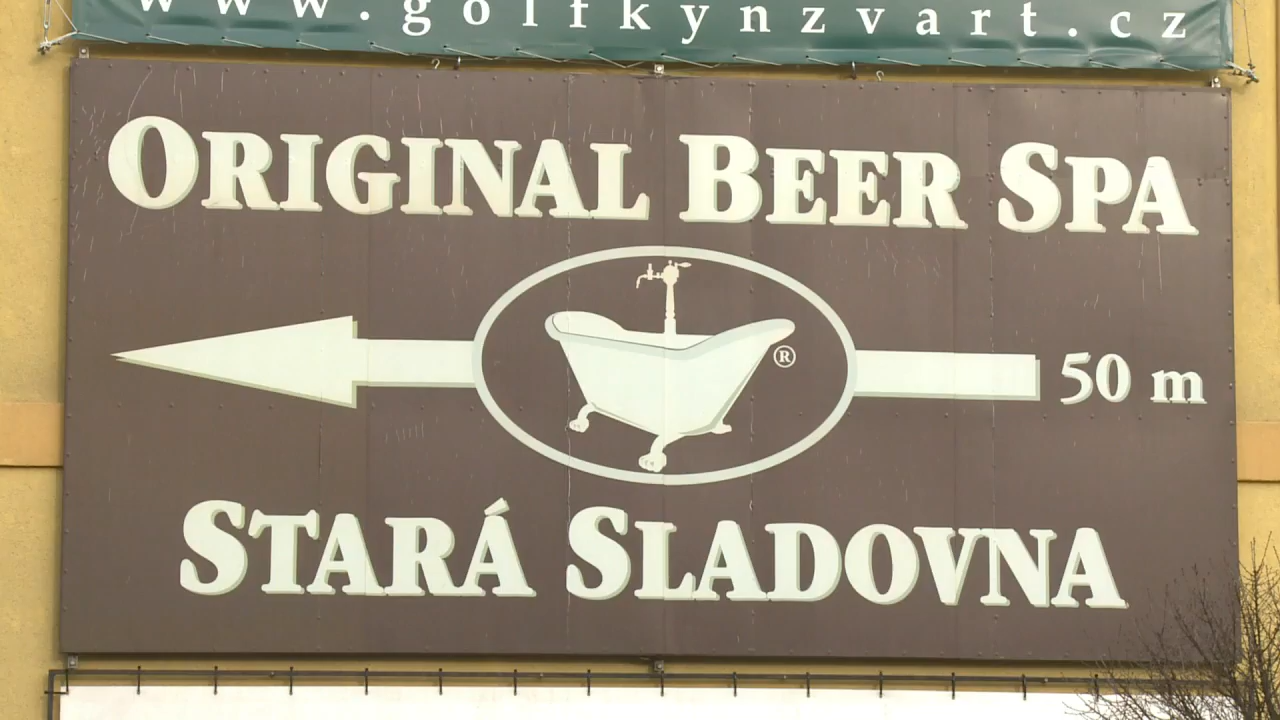 www.golfkynzvart.cz
ORIGINAL BEER SPA
®
50 m
STARÁ SLADOVNA